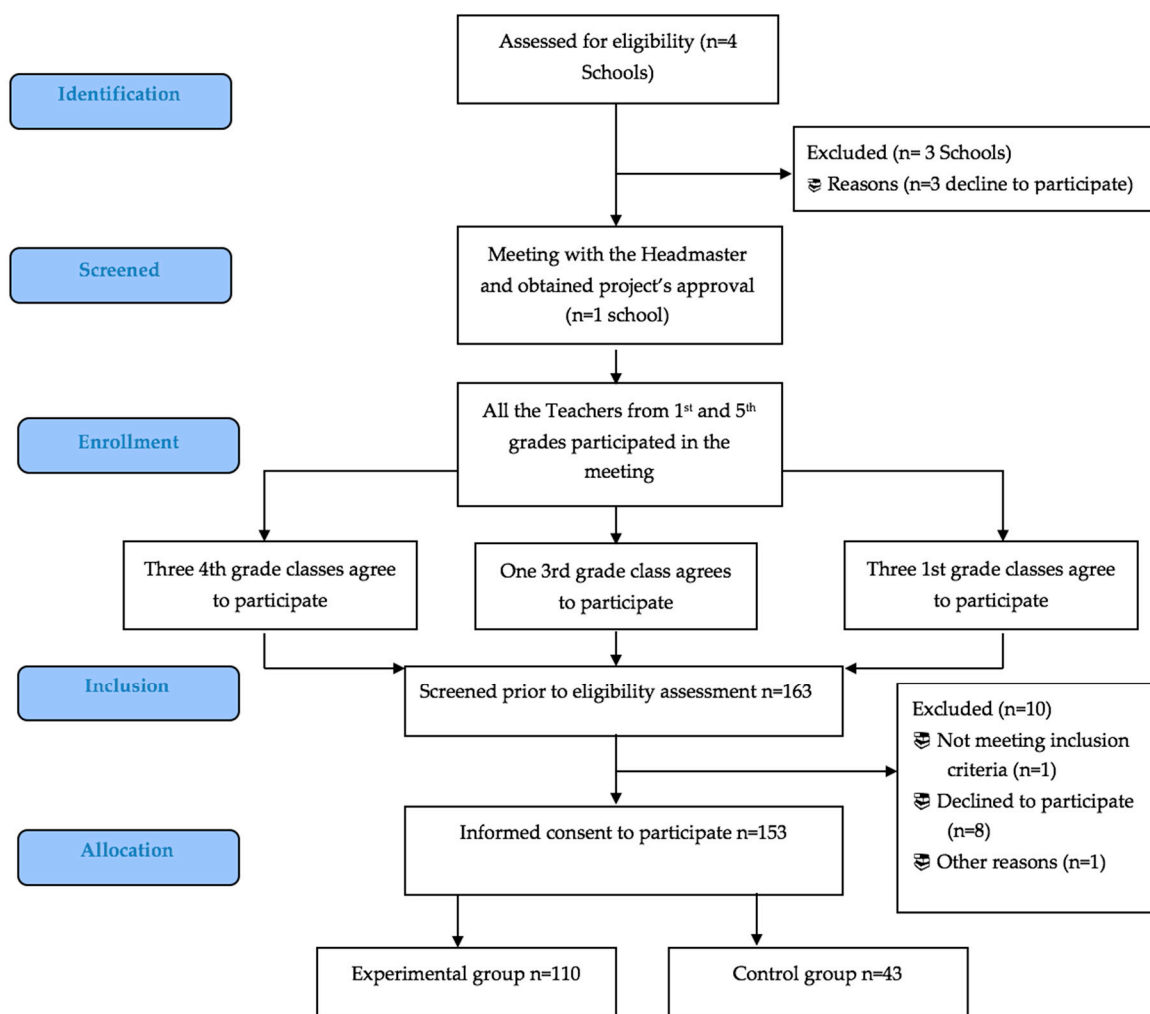 Assessed for eligibility (n=4
Schools)
Identification
Excluded (n= 3 Schools)
Reasons (n=3 decline to participate)
Screened
Meeting with the Headmaster
and obtained project's approval
(n=1 school)
Enrollment
All the Teachers from 1st and 5th
grades participated in the
meeting
Three 4th grade classes agree
to participate
One 3rd grade class agrees
to participate
Three 1st grade classes agree
to participate
Inclusion
Screened prior to eligibility assessment n=163
Excluded (n=10)
Not meeting inclusion
criteria (n=1)
Declined to participate
(n=8)
Other reasons (n=1)
Allocation
Informed consent to participate n=153
Experimental group n=110
Control group n=43